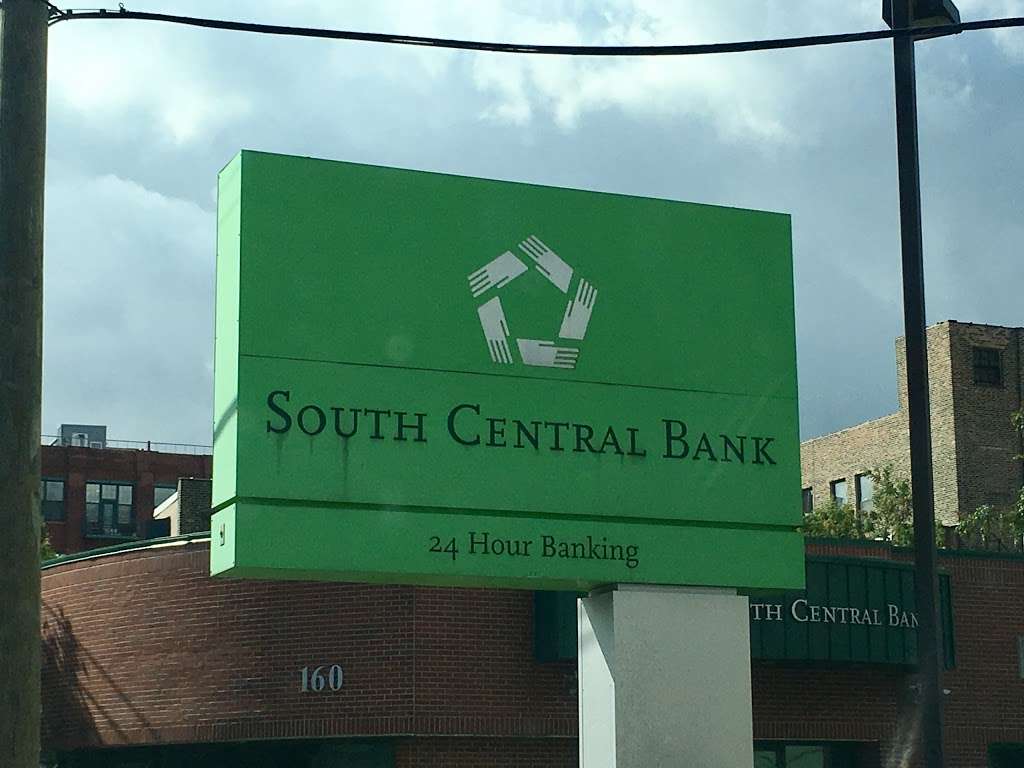 South Central Bank
24 Hour Banking
th Central Ban
160